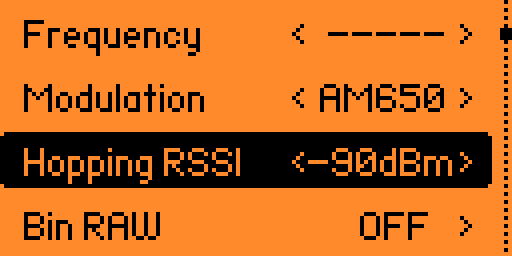 Frequency < ----- >
Modulation < AM650 >
Hopping RSSI <-90dBm>
Bin RAW OFF >